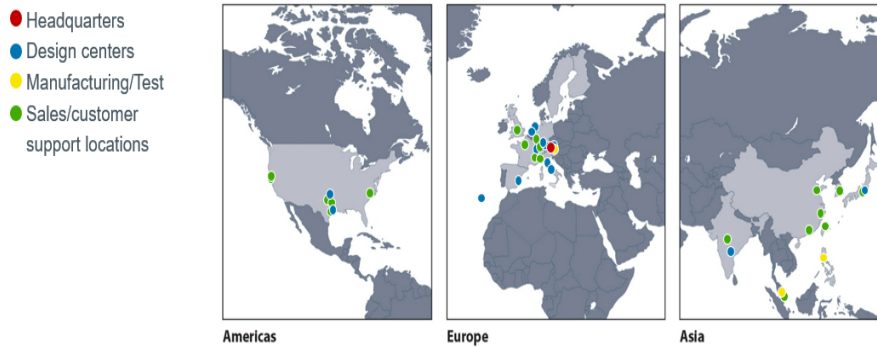 Headquarters
Design centers
Manufacturing/Test
Sales/customer
support locations
Americas
Europe
Asia